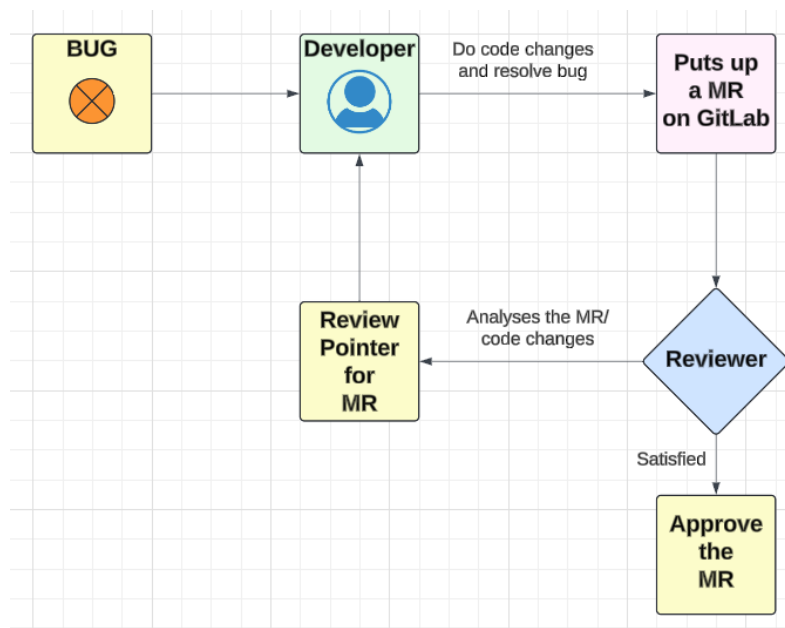 BUG
Developer
Do code changes
and resolve bug
Puts up
a MR
on GitLab
Review
Pointer
for
MR
Analyses the MR/
code changes
Reviewer
Satisfied
Approve
the
MR